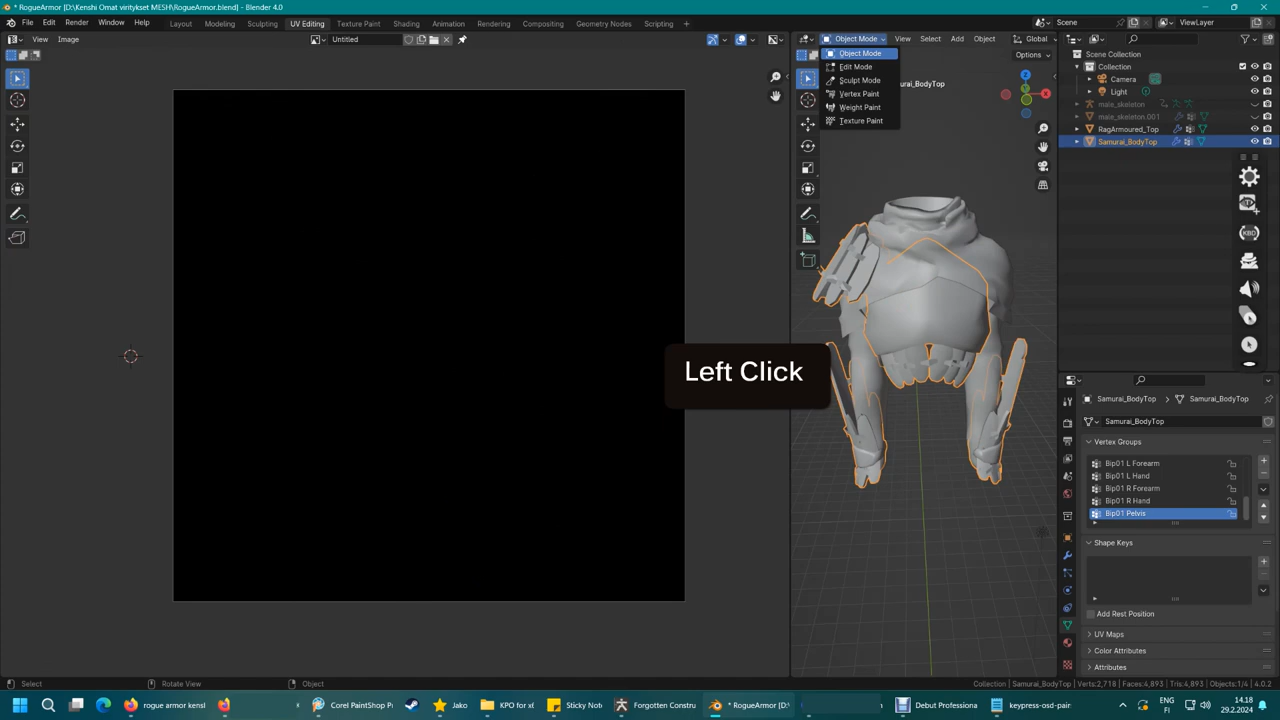 * RogueArmor [D:\Kenshi Omat viritykset MESH\RogueArmor.blend] - Blender 4.0
File Edit Render Window Help Layout Modeling Sculpting UV Editing Texture Paint Shading Animation Rendering Compositing Geometry Nodes Scripting + Scene ViewLayer
View Image Untitled Object Mode View Select Add Object Global
Options
Object Mode
Edit Mode
Sculpt Mode
Vertex Paint
Weight Paint
Texture Paint
Samurai_BodyTop
X
Y
Z
Scene Collection
Collection
Camera
Light
male_skeleton
male_skeleton.001
RagArmoured_Top
Samurai_BodyTop
KBD
Left Click
Samurai_BodyTop > Samurai_BodyTop
Samurai_BodyTop
Vertex Groups
Bip01 L Forearm
Bip01 L Hand
Bip01 R Forearm
Bip01 R Hand
Bip01 Pelvis
Shape Keys
Add Rest Position
UV Maps
Color Attributes
Attributes
Select Rotate View Object Collection | Samurai_BodyTop | Verts:2,718 | Faces:4,893 | Tris:4,893 | Objects:1/4 | 4.0.2
rogue armor kensl Corel PaintShop Pr Jako KPO for xl Sticky Note Forgotten Constru * RogueArmor [D:\ Debut Professiona keypress-osd-pair
ENG
FI
14.18
29.2.2024